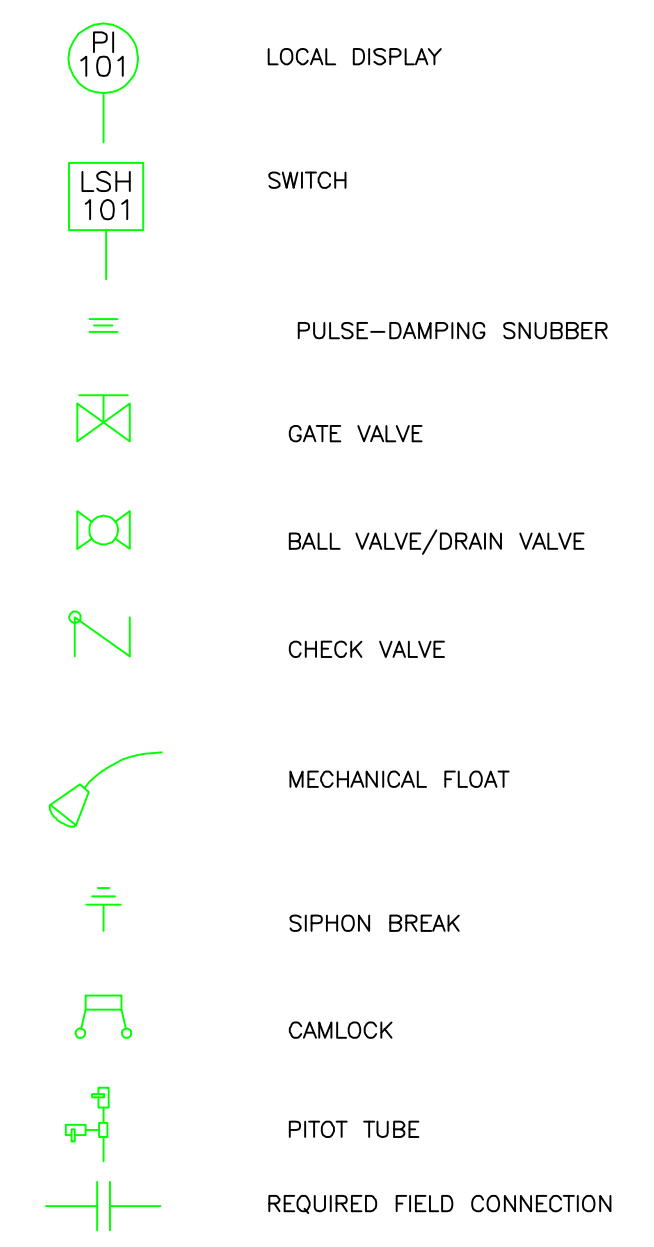 PI
101
LOCAL DISPLAY
LSH
101
SWITCH
PULSE-DAMPING SNUBBER
GATE VALVE
BALL VALVE/DRAIN VALVE
CHECK VALVE
MECHANICAL FLOAT
SIPHON BREAK
CAMLOCK
PITOT TUBE
REQUIRED FIELD CONNECTION